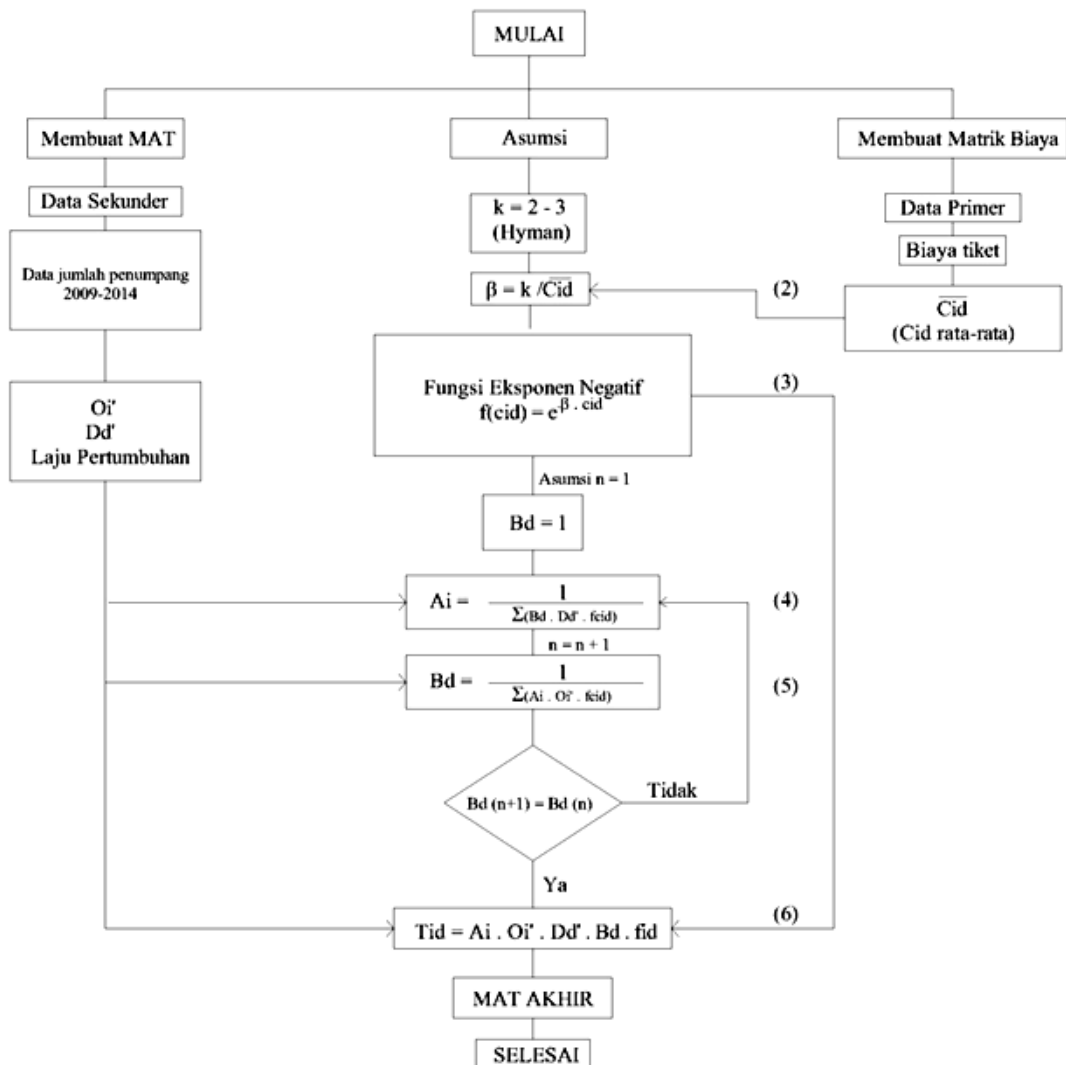 MULAI
Membuat MAT
Asumsi
Membuat Matrik Biaya
Data Sekunder
k = 2 - 3
(Hyman)
Data Primer
Biaya tiket
Data jumlah penumpang
2009-2014
β = k /C̅i̅d̅
(2)
C̅i̅d̅
(Cid rata-rata)
Fungsi Eksponen Negatif
f(cid) = e^-β . cid
(3)
Oi'
Dd'
Laju Pertumbuhan
Asumsi n = 1
Bd = 1
Ai = 1 / Σ(Bd . Dd' . fcid)
(4)
n = n + 1
Bd = 1 / Σ(Ai . Oi' . fcid)
(5)
Bd (n+1) = Bd (n)
Tidak
Ya
Tid = Ai . Oi' . Dd' . Bd . fid
(6)
MAT AKHIR
SELESAI